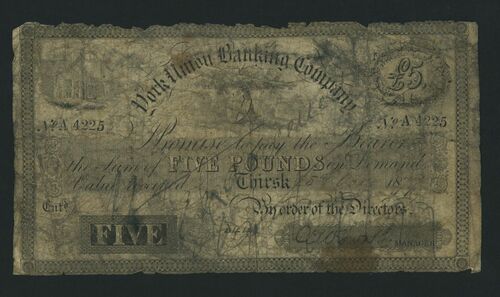 York Union Banking Company
£5
No A 4225 No A 4225
Promise to pay the Bearer
the sum of FIVE POUNDS on Demand
Value received
Thirsk 18
By order of the Directors.
Entd
FIVE
MANAGER